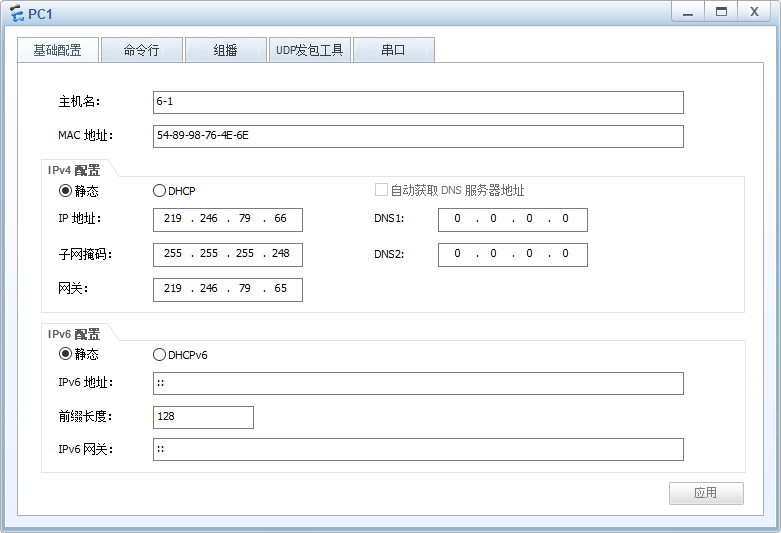 PC1
基础配置 命令行 组播 UDP发包工具 串口
主机名: 6-1
MAC 地址: 54-89-98-76-4E-6E
IPv4 配置
静态 DHCP 自动获取 DNS 服务器地址
IP 地址: 219 . 246 . 79 . 66 DNS1: 0 . 0 . 0 . 0
子网掩码: 255 . 255 . 255 . 248 DNS2: 0 . 0 . 0 . 0
网关: 219 . 246 . 79 . 65
IPv6 配置
静态 DHCPv6
IPv6 地址: ::
前缀长度: 128
IPv6 网关: ::
应用